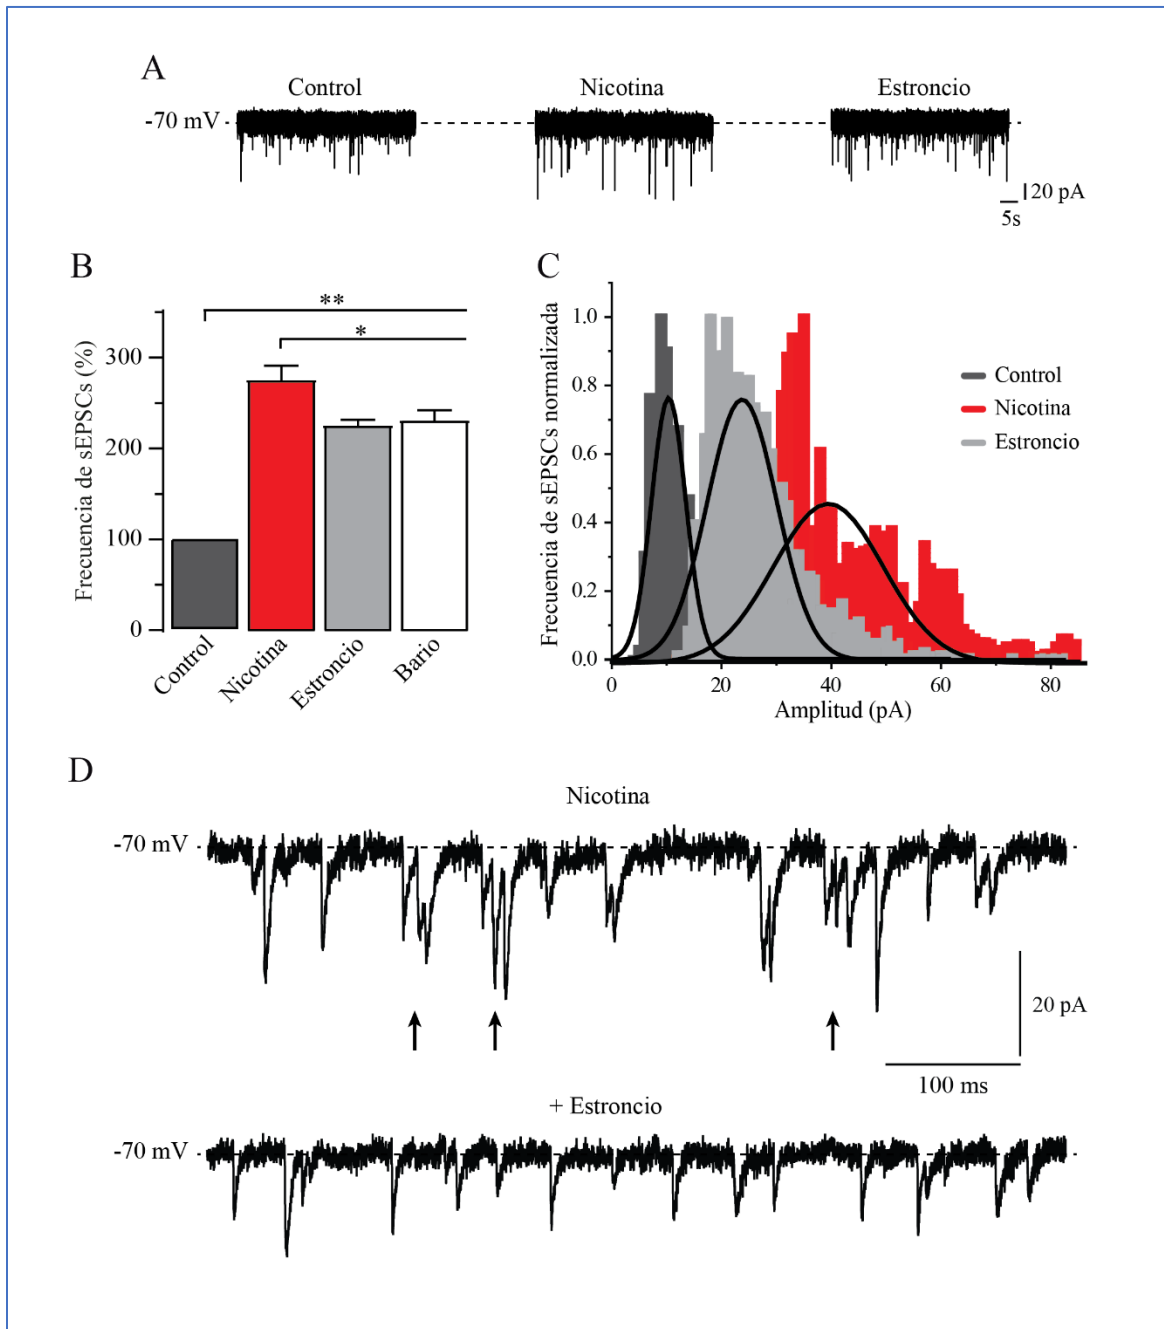 A
Control
Nicotina
Estroncio
-70 mV
20 pA
5s
B
Frecuencia de sEPSCs (%)
300
200
100
0
**
*
Control
Nicotina
Estroncio
Bario
C
Frecuencia de sEPSCs normalizada
1.0
0.8
0.6
0.4
0.2
0.0
0
20
40
60
80
Amplitud (pA)
Control
Nicotina
Estroncio
D
Nicotina
-70 mV
20 pA
100 ms
+ Estroncio
-70 mV